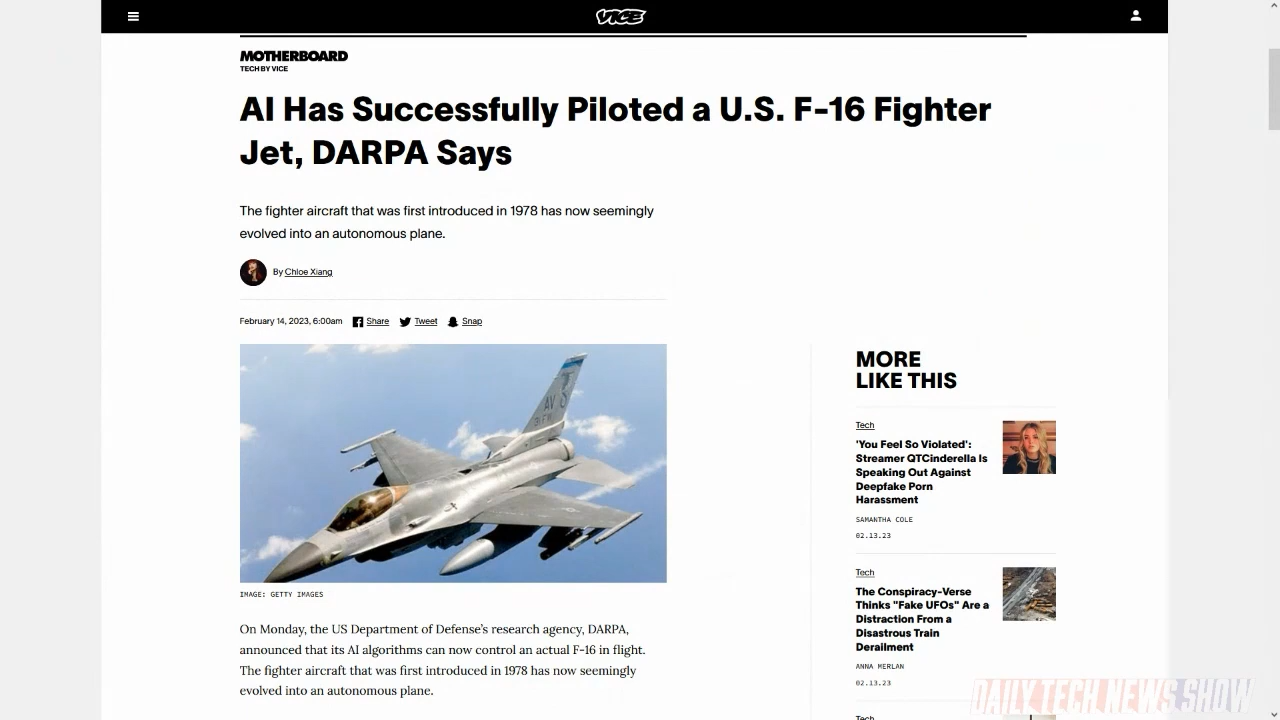 VICE
MOTHERBOARD
TECH BY VICE
AI Has Successfully Piloted a U.S. F-16 Fighter
Jet, DARPA Says
The fighter aircraft that was first introduced in 1978 has now seemingly
evolved into an autonomous plane.
By Chloe Xiang
February 14, 2023, 6:00am Share Tweet Snap
AV
IMAGE: GETTY IMAGES
On Monday, the US Department of Defense's research agency, DARPA,
announced that its AI algorithms can now control an actual F-16 in flight.
The fighter aircraft that was first introduced in 1978 has now seemingly
evolved into an autonomous plane.
MORE
LIKE THIS
Tech
'You Feel So Violated':
Streamer QTCinderella Is
Speaking Out Against
Deepfake Porn
Harassment
SAMANTHA COLE
02.13.23
Tech
The Conspiracy-Verse
Thinks "Fake UFOs" Are a
Distraction From a
Disastrous Train
Derailment
ANNA MERLAN
02.13.23
Tech
DAILY TECH NEWS SHOW